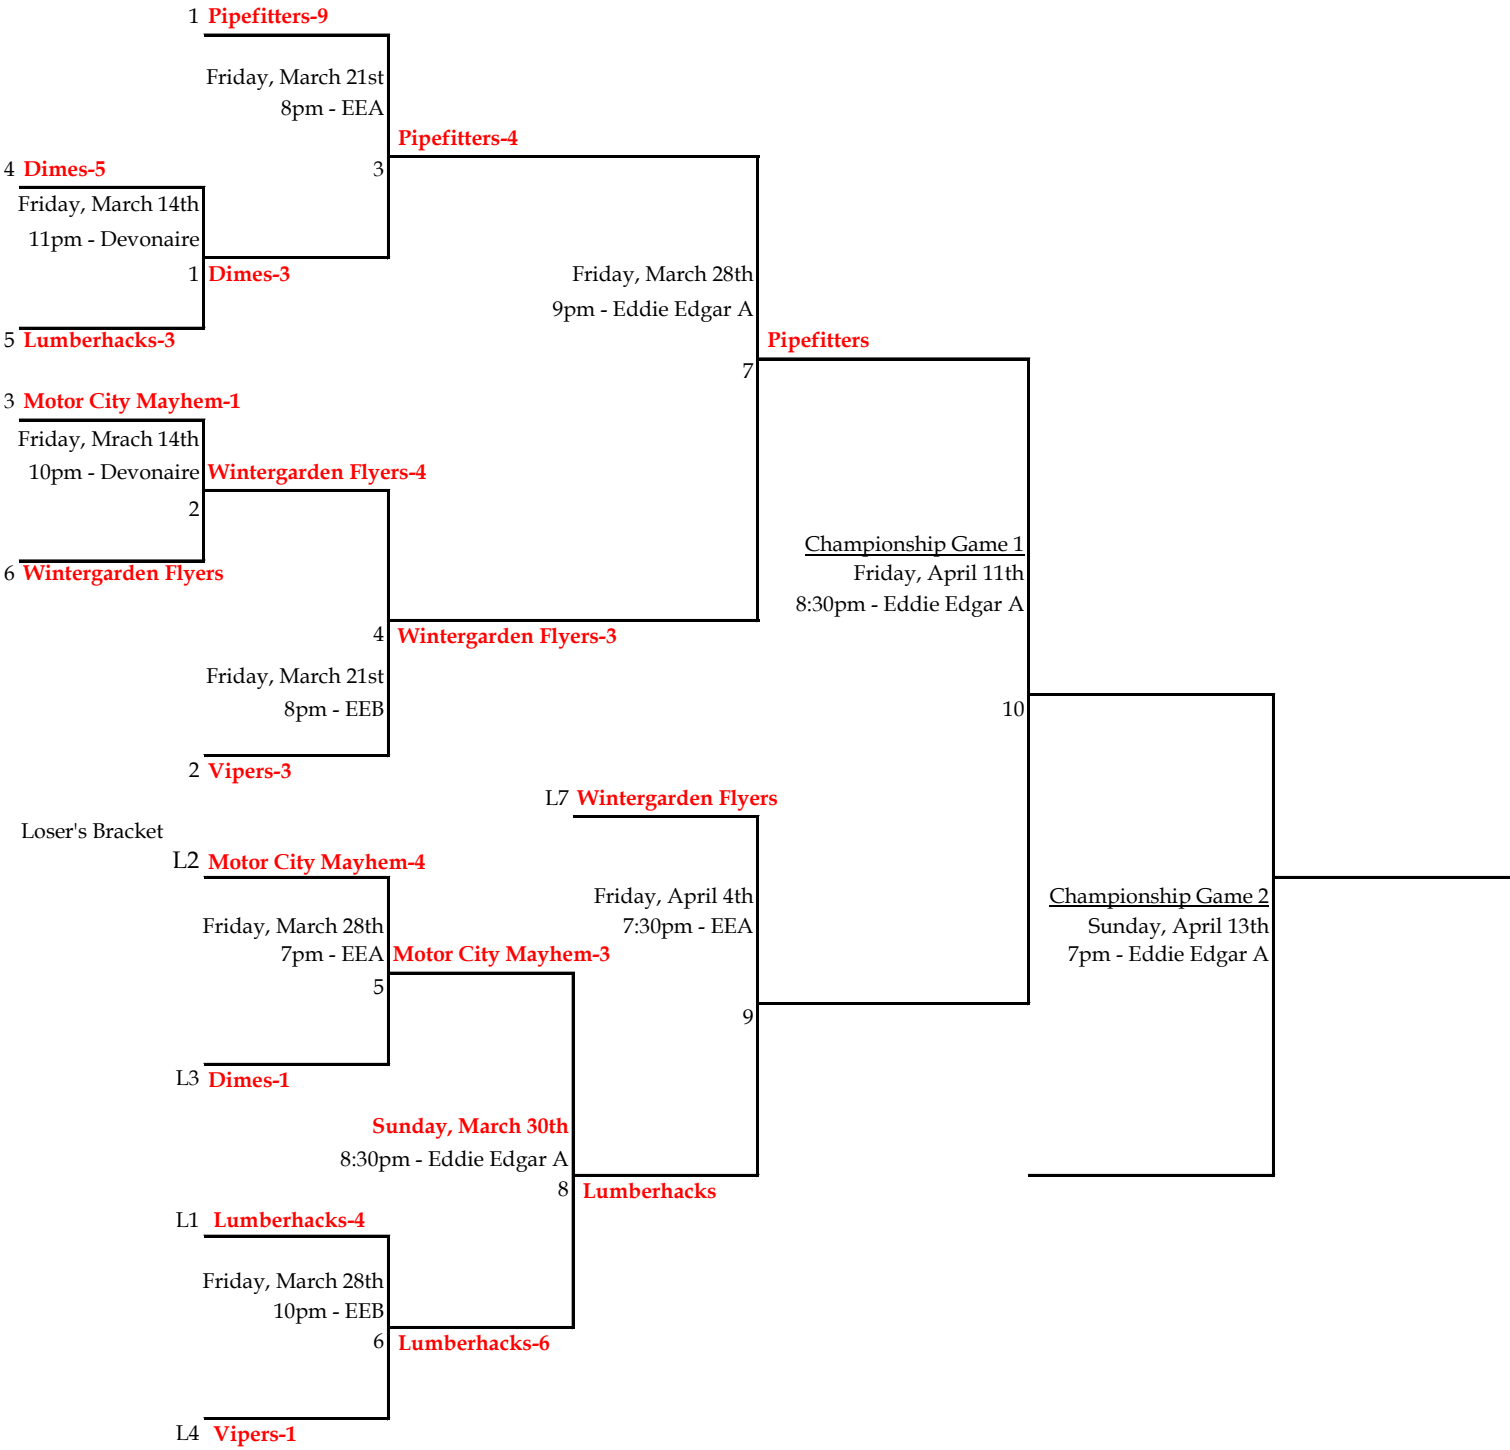 1 Pipefitters-9
Friday, March 21st
8pm - EEA
Pipefitters-4
4 Dimes-5
3
Friday, March 14th
11pm - Devonaire
1 Dimes-3
Friday, March 28th
9pm - Eddie Edgar A
5 Lumberhacks-3
Pipefitters
7
3 Motor City Mayhem-1
Friday, Mrach 14th
10pm - Devonaire
Wintergarden Flyers-4
2
Championship Game 1
Friday, April 11th
8:30pm - Eddie Edgar A
6 Wintergarden Flyers
4
Wintergarden Flyers-3
Friday, March 21st
8pm - EEB
10
2 Vipers-3
L7 Wintergarden Flyers
Loser's Bracket
L2 Motor City Mayhem-4
Friday, April 4th
7:30pm - EEA
Championship Game 2
Sunday, April 13th
7pm - Eddie Edgar A
Friday, March 28th
7pm - EEA
Motor City Mayhem-3
5
9
L3 Dimes-1
Sunday, March 30th
8:30pm - Eddie Edgar A
8
Lumberhacks
L1 Lumberhacks-4
Friday, March 28th
10pm - EEB
6
Lumberhacks-6
L4 Vipers-1